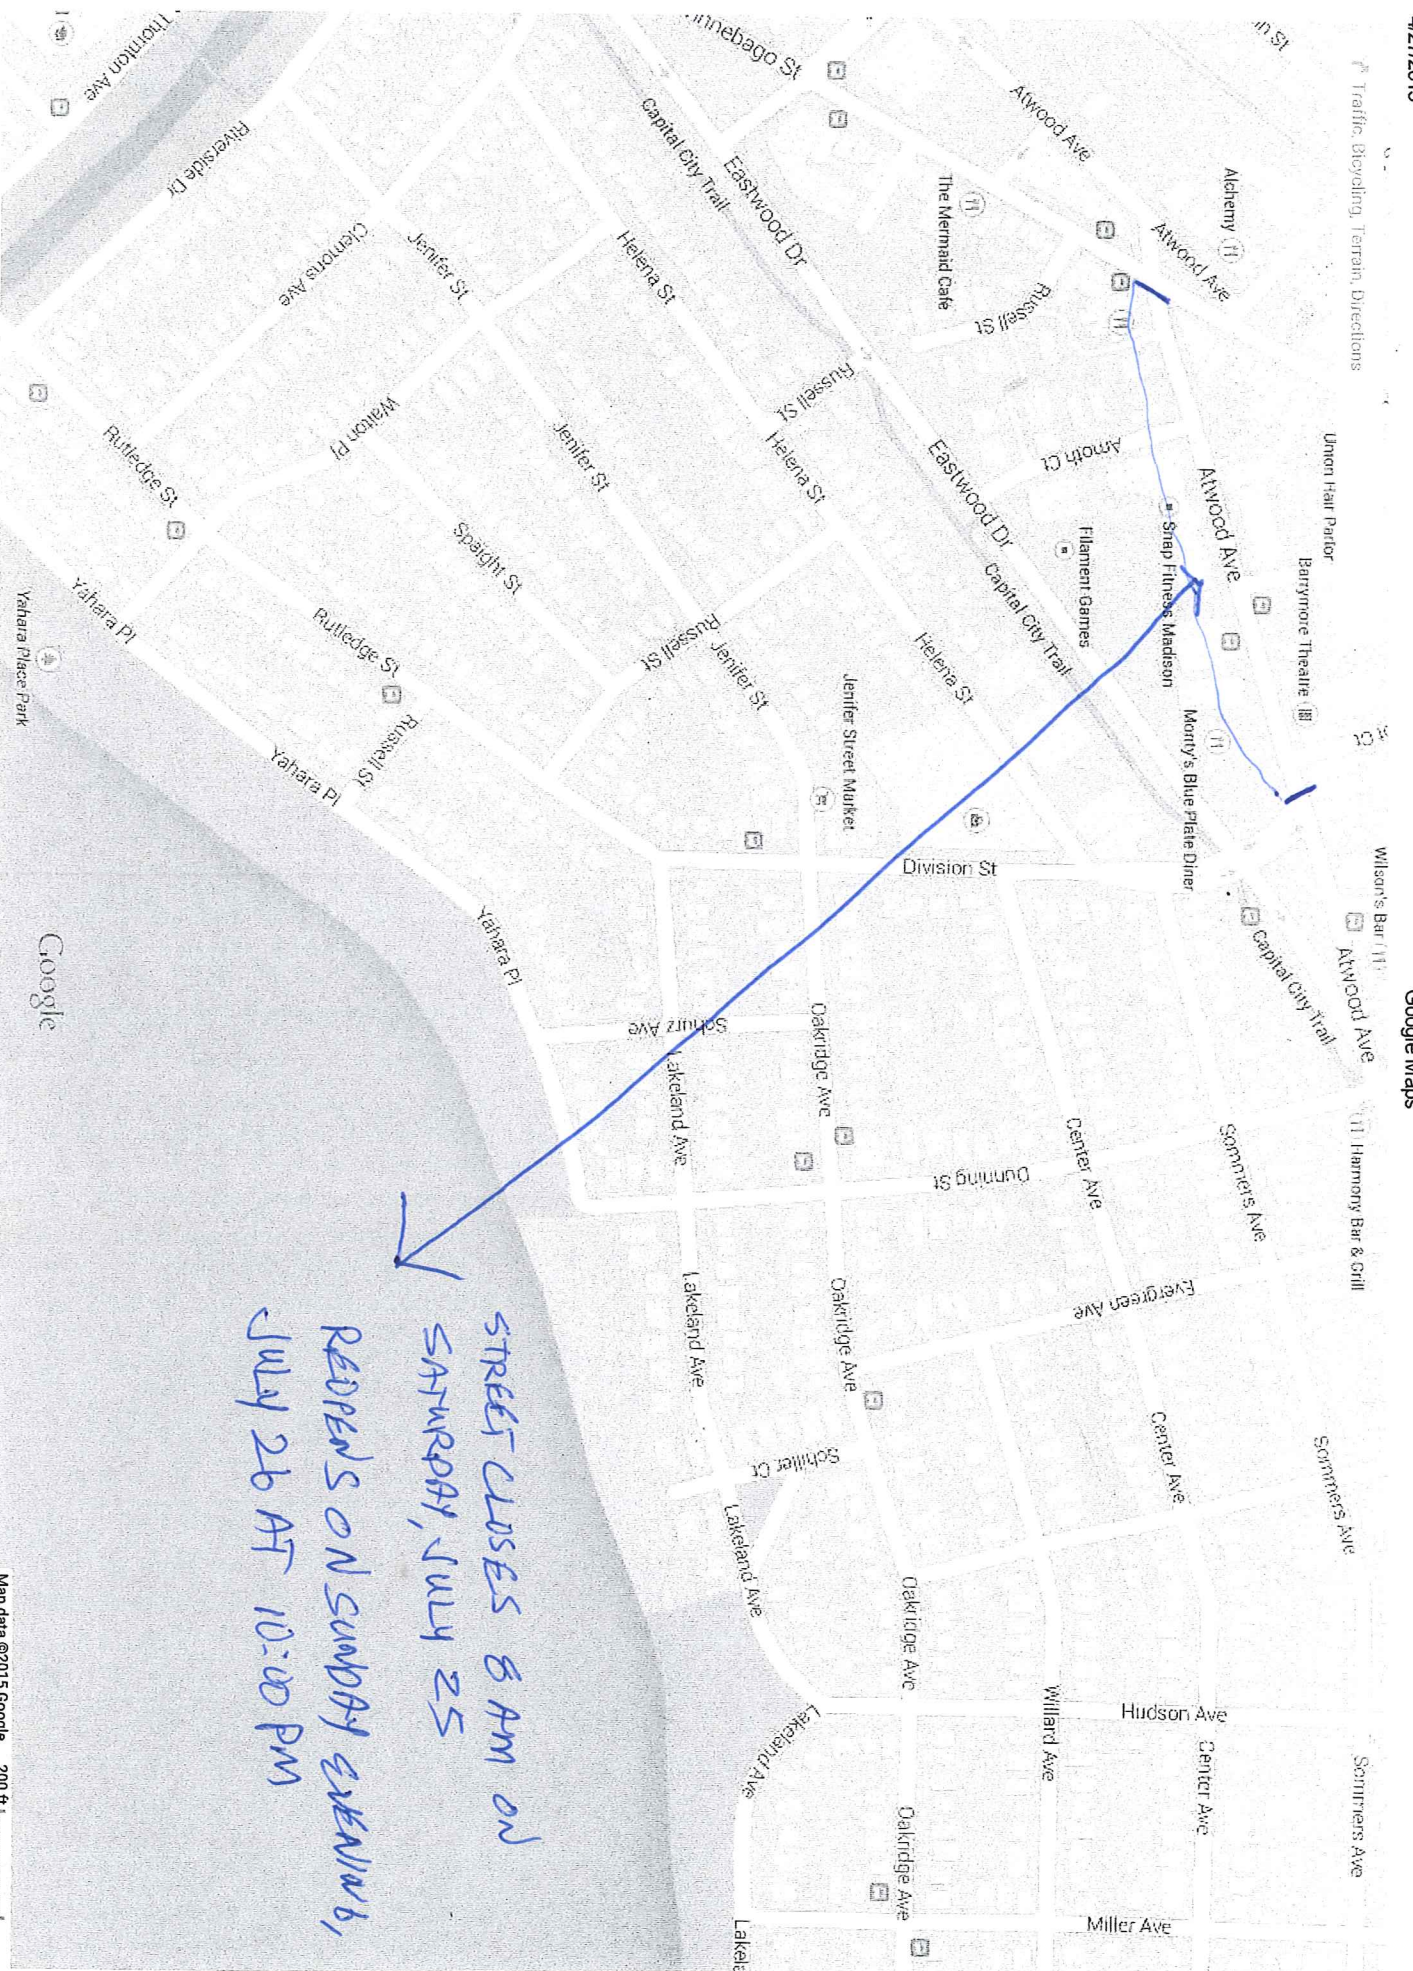 Google Maps
Traffic, Bicycling, Terrain, Directions
Alchemy
Union Hair Parlor
Barrymore Theatre
Wilson's Bar
Harmony Bar & Grill
Atwood Ave
Atwood Ave
Atwood Ave
Atwood Ave
The Mermaid Café
Russell St
Amoth Ct
Snap Fitness Madison
Filament Games
Monty's Blue Plate Diner
Capital City Trail
Eastwood Dr
Capital City Trail
Eastwood Dr
Capital City Trail
Sommers Ave
Sommers Ave
Sommers Ave
Helena St
Russell St
Helena St
Helena St
Division St
Center Ave
Center Ave
Center Ave
Dunning St
Evergreen Ave
Willard Ave
Hudson Ave
Miller Ave
Thornton Ave
Riverside Dr
Clemons Ave
Jenifer St
Jenifer St
Jenifer St
Jenifer Street Market
Walton Pl
Spaight St
Russell St
Oakridge Ave
Oakridge Ave
Oakridge Ave
Oakridge Ave
Schurz Ave
Lakeland Ave
Lakeland Ave
Lakeland Ave
Lakeland Ave
Schiller Ct
Rutledge St
Rutledge St
Russell St
Yahara Pl
Yahara Pl
Yahara Pl
Yahara Place Park
STREET CLOSES 8 AM ON
SATURDAY, JULY 25
REOPENS ON SUNDAY EVENING,
JULY 26 AT 10:00 PM
Google
Map data ©2015 Google 200 ft